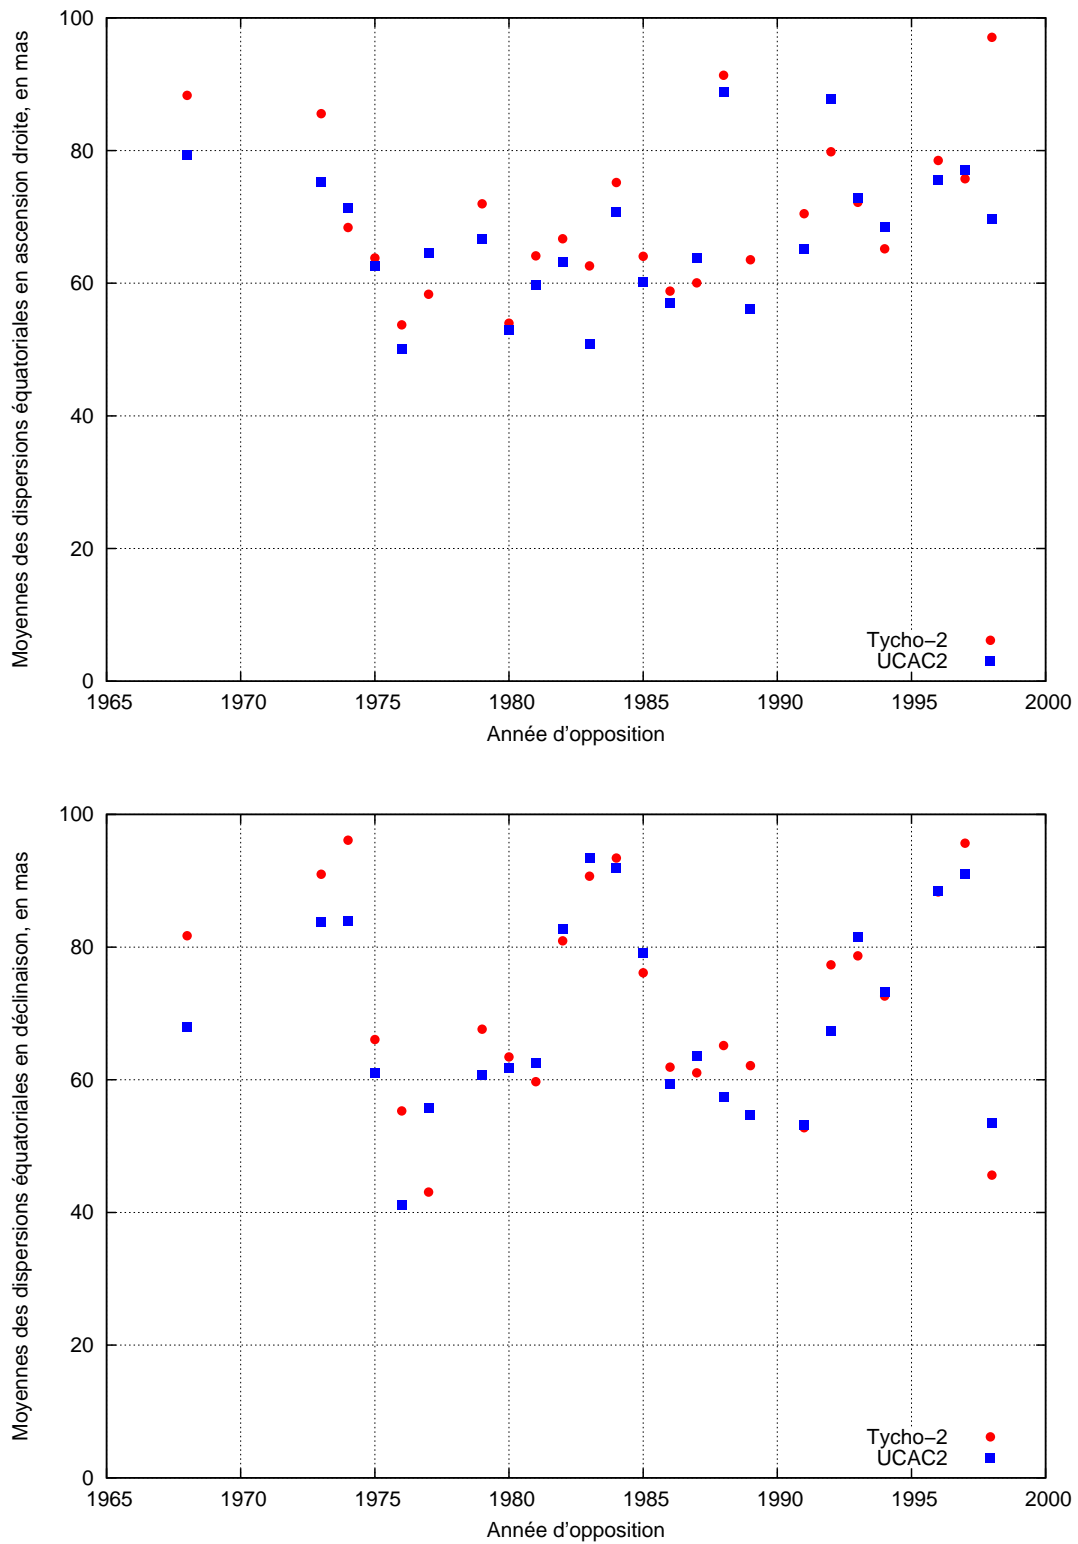 Moyennes des dispersions équatoriales en ascension droite, en mas
100
80
60
40
20
0
Tycho−2
UCAC2
1965 1970 1975 1980 1985 1990 1995 2000
Année d'opposition
Moyennes des dispersions équatoriales en déclinaison, en mas
100
80
60
40
20
0
Tycho−2
UCAC2
1965 1970 1975 1980 1985 1990 1995 2000
Année d'opposition